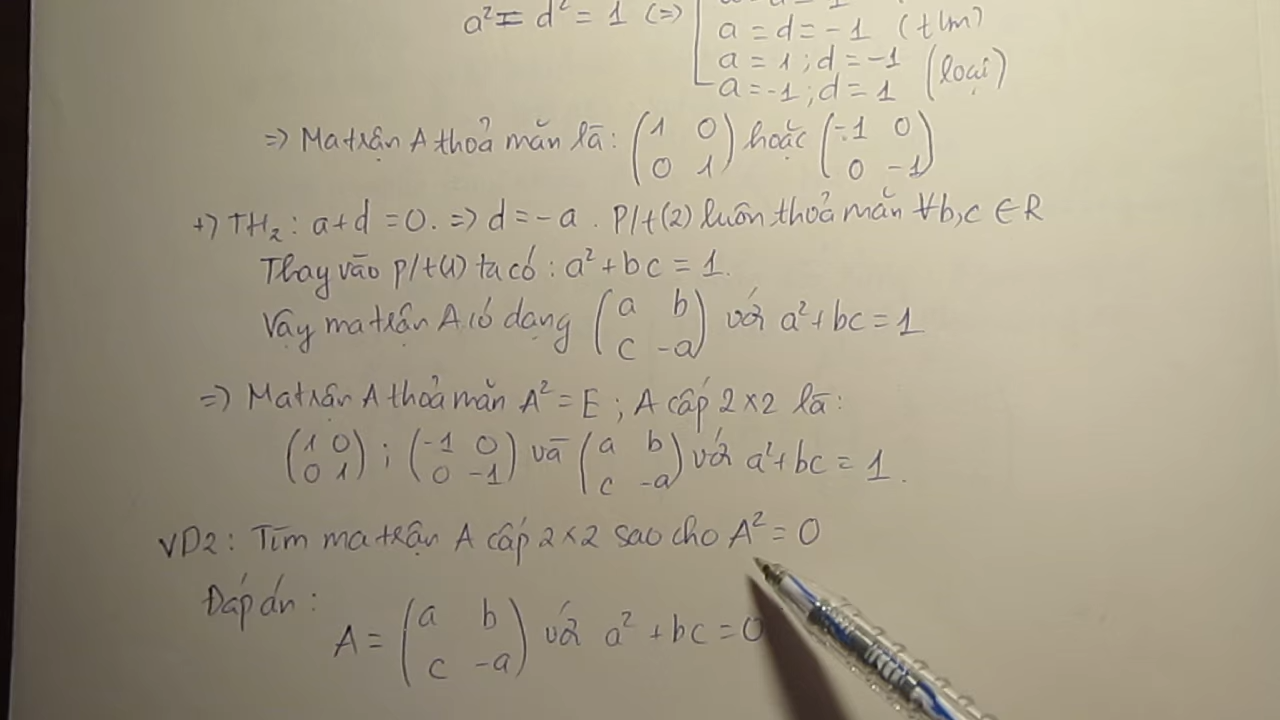 a² = d² = 1 (=)
a = d = -1 (tlm)
a = 1 ; d = -1
a = -1 ; d = 1 (loại)
=> Ma trận A thoả mãn là: (1 0 hoặc (-1 0
0 1) 0 -1)
+) TH₂ : a+d = 0. => d = -a . P/t(2) luôn thoả mãn ∀b,c ∈ R
Thay vào p/t(1) ta có : a² + bc = 1.
Vậy ma trận A có dạng (a b với a² + bc = 1
c -a)
=> Ma trận A thoả mãn A² = E ; A cấp 2×2 là:
(1 0 ; (-1 0 và (a b với a²+bc = 1.
0 1) 0 -1) c -a)
VD2 : Tìm ma trận A cấp 2×2 sao cho A² = 0
Đáp án :
A = (a b với a² + bc = 0
c -a)